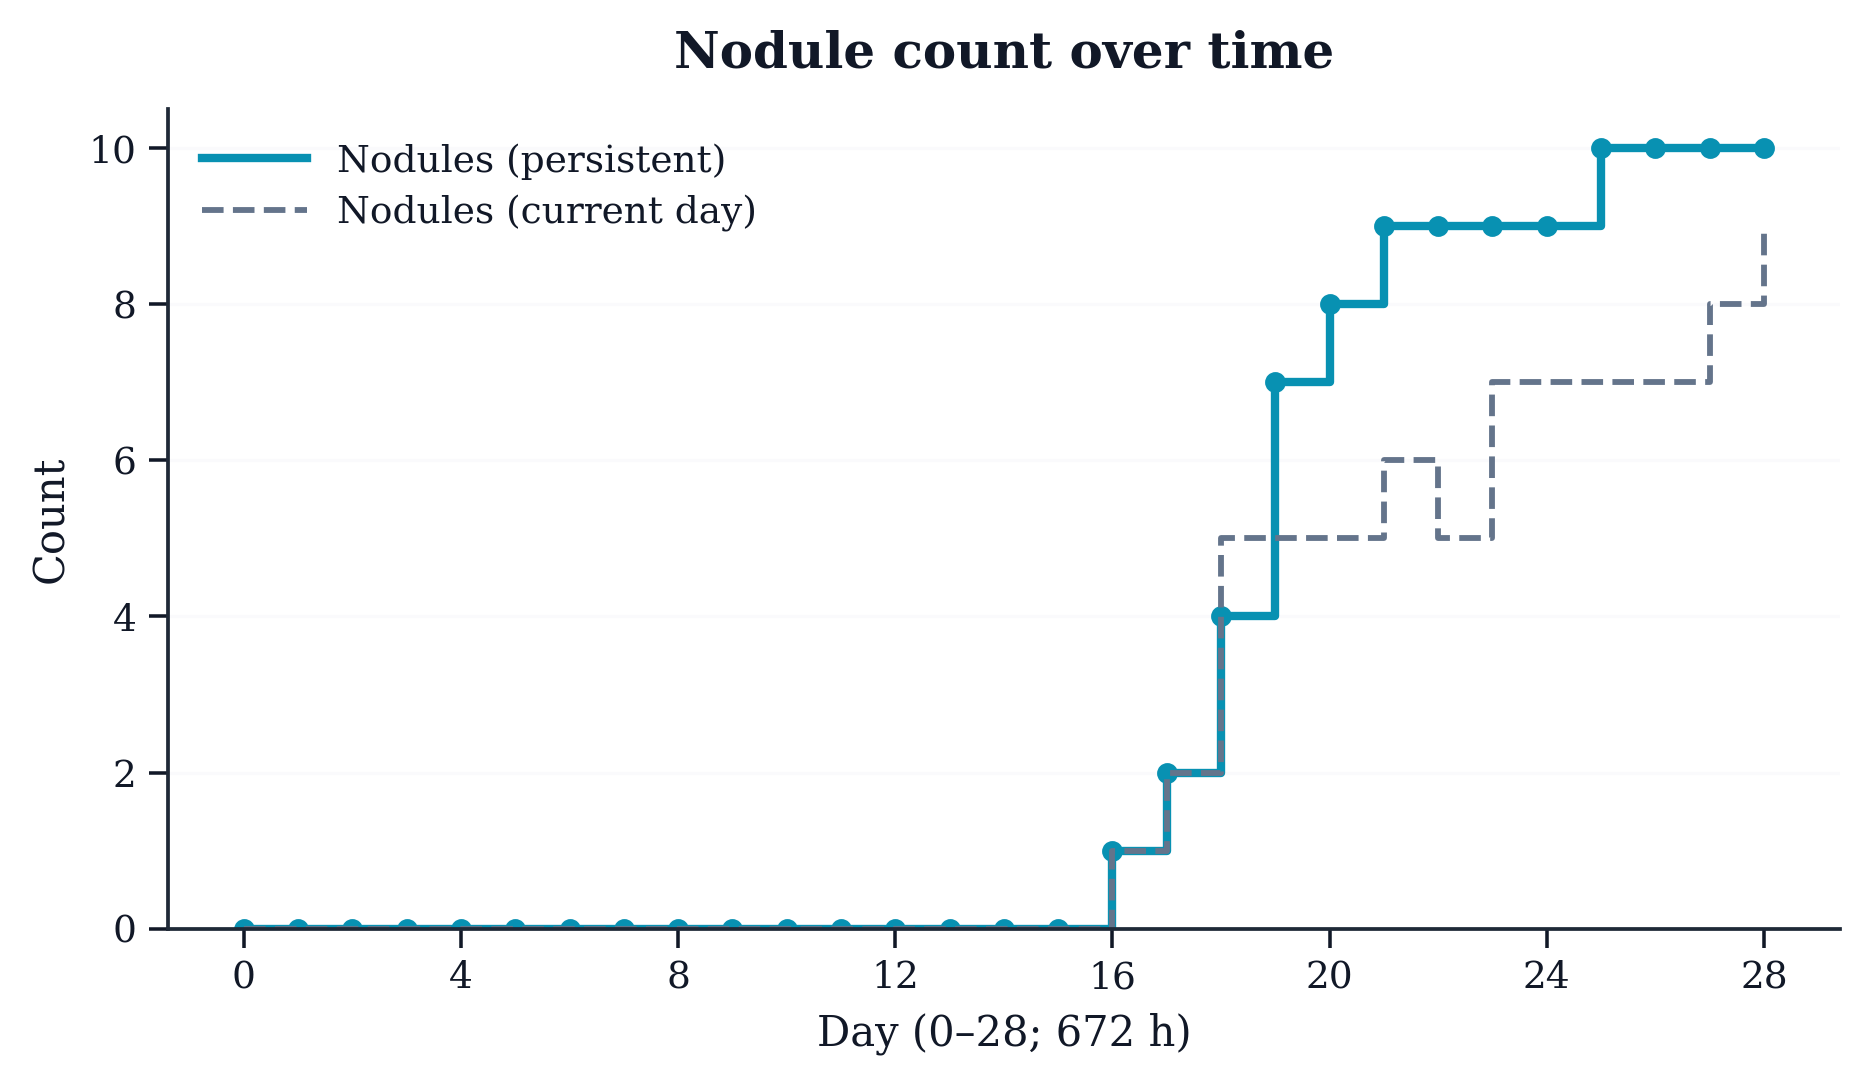 Nodule count over time
Nodules (persistent)
Nodules (current day)
Count
10
8
6
4
2
0
0 4 8 12 16 20 24 28
Day (0–28; 672 h)